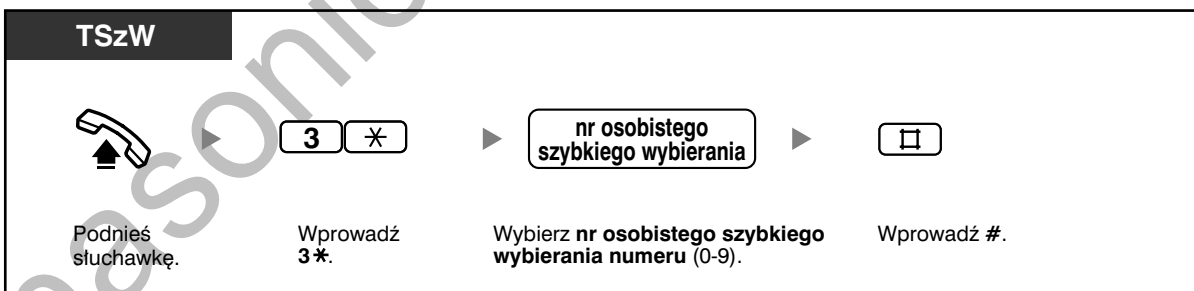 TSzW
3 ✳
nr osobistego
szybkiego wybierania
#
Podnieś
słuchawkę.
Wprowadź
3✳.
Wybierz nr osobistego szybkiego
wybierania numeru (0-9).
Wprowadź #.